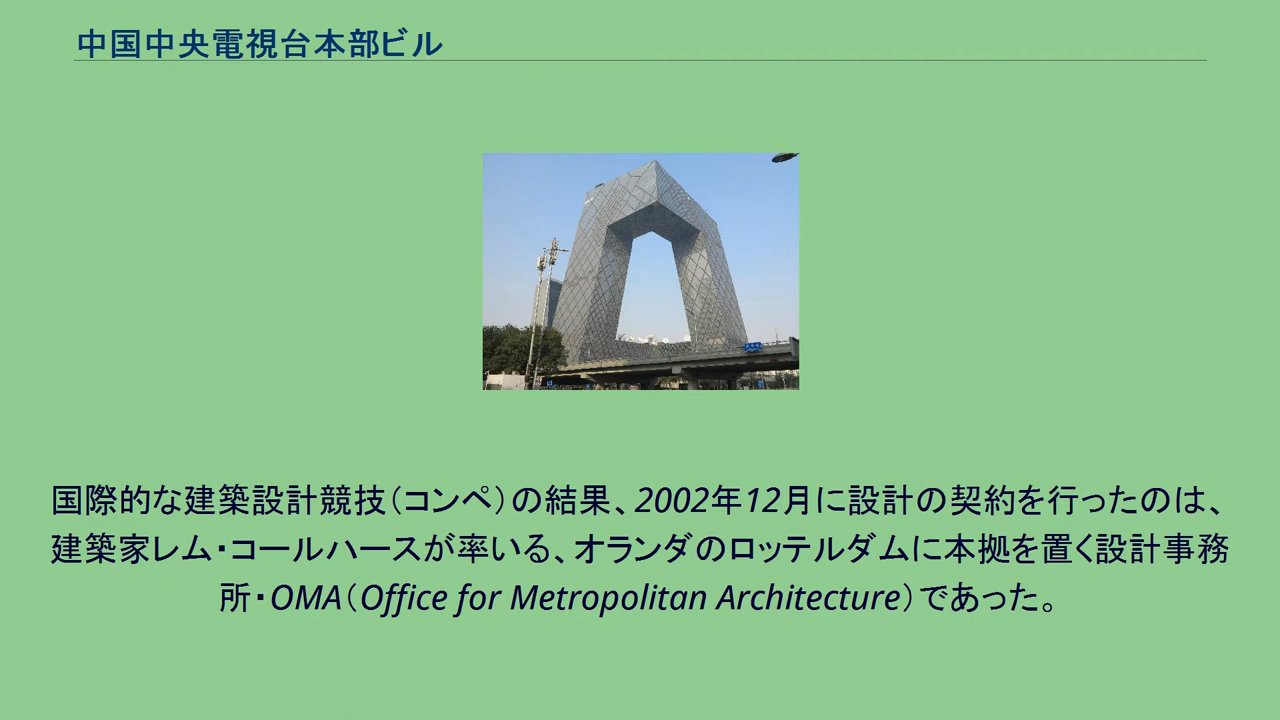 中国中央電視台本部ビル
国際的な建築設計競技（コンペ）の結果、2002年12月に設計の契約を行ったのは、
建築家レム・コールハースが率いる、オランダのロッテルダムに本拠を置く設計事務
所・OMA（Office for Metropolitan Architecture）であった。